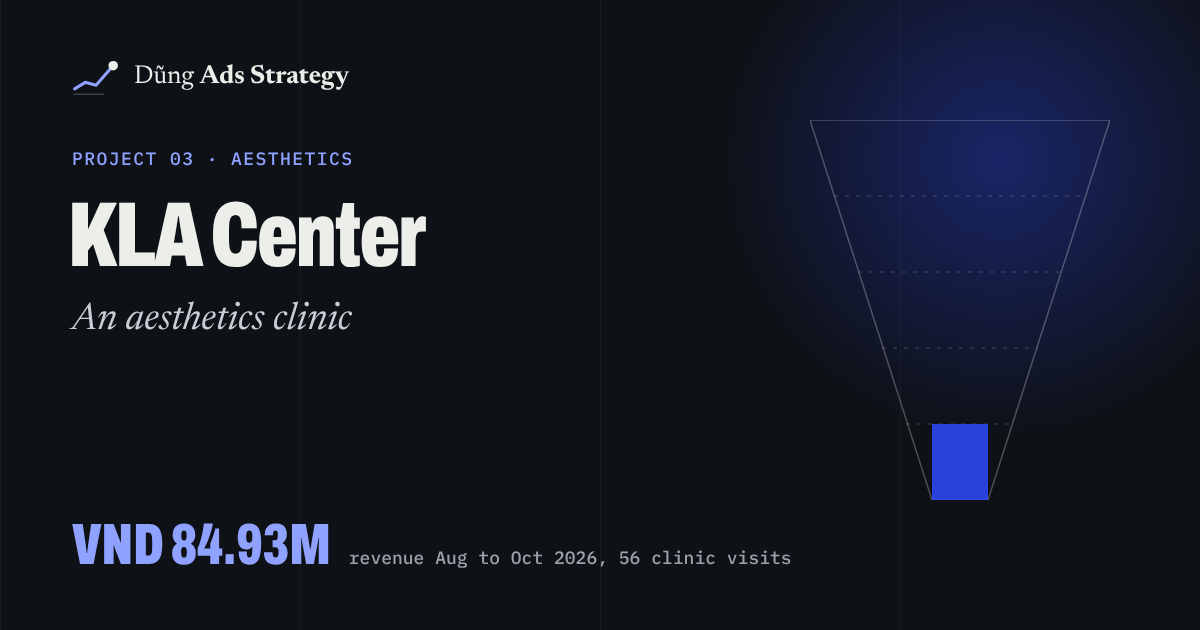 Dũng Ads Strategy
PROJECT 03 · AESTHETICS
KLA Center
An aesthetics clinic
VND 84.93M revenue Aug to Oct 2026, 56 clinic visits